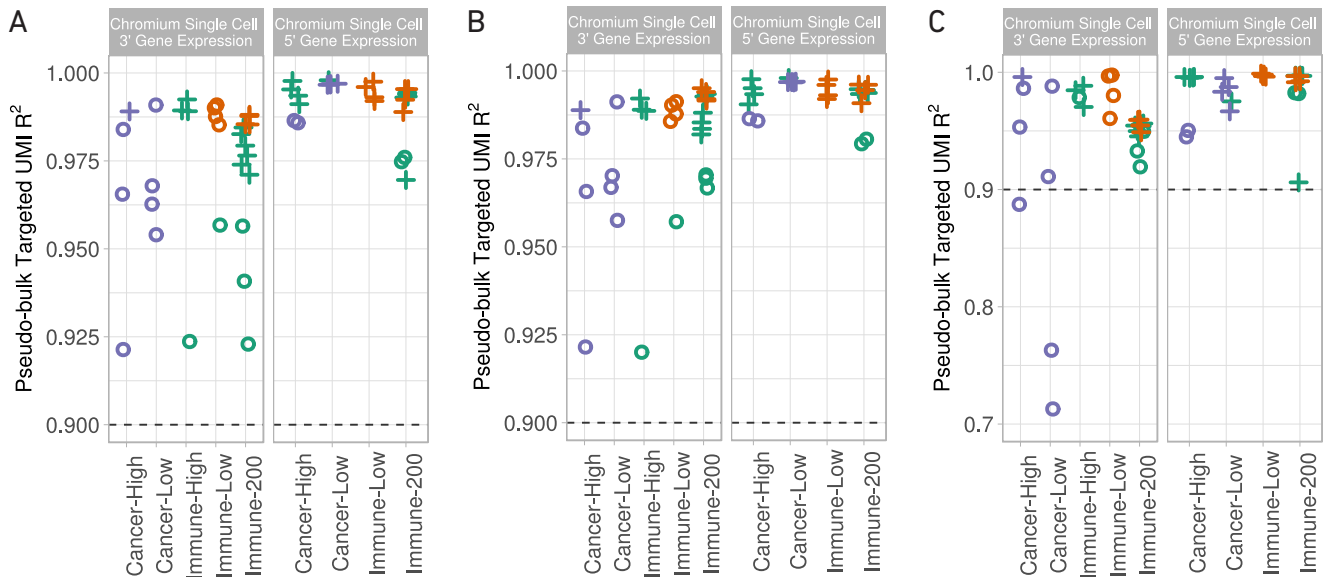 A
Chromium Single Cell
3' Gene Expression
Chromium Single Cell
5' Gene Expression
Pseudo-bulk Targeted UMI R²
1.000
0.975
0.950
0.925
0.900
Cancer-High
Cancer-Low
Immune-High
Immune-Low
Immune-200
Cancer-High
Cancer-Low
Immune-Low
Immune-200
B
Chromium Single Cell
3' Gene Expression
Chromium Single Cell
5' Gene Expression
Pseudo-bulk Targeted UMI R²
1.000
0.975
0.950
0.925
0.900
Cancer-High
Cancer-Low
Immune-High
Immune-Low
Immune-200
Cancer-High
Cancer-Low
Immune-Low
Immune-200
C
Chromium Single Cell
3' Gene Expression
Chromium Single Cell
5' Gene Expression
Pseudo-bulk Targeted UMI R²
1.0
0.9
0.8
0.7
Cancer-High
Cancer-Low
Immune-High
Immune-Low
Immune-200
Cancer-High
Cancer-Low
Immune-Low
Immune-200